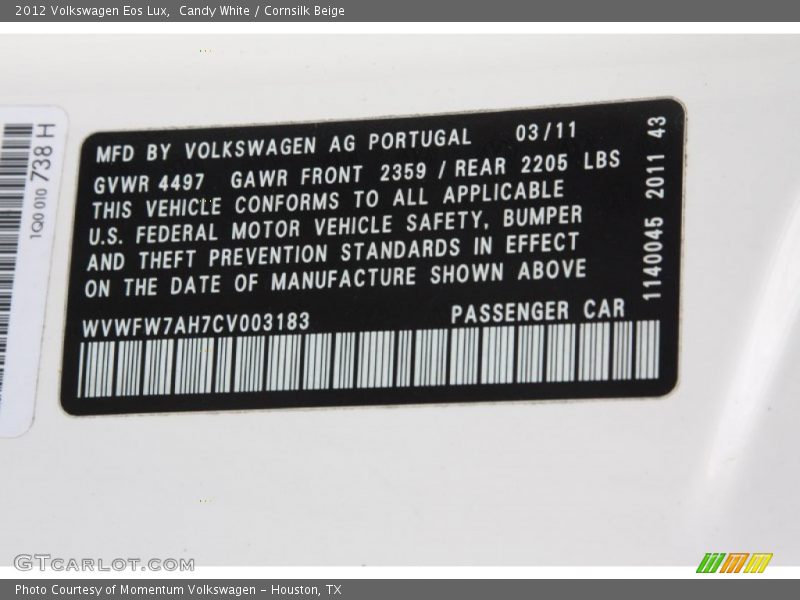 2012 Volkswagen Eos Lux, Candy White / Cornsilk Beige
1Q0 010 738 H
MFD BY VOLKSWAGEN AG PORTUGAL 03/11
GVWR 4497 GAWR FRONT 2359 / REAR 2205 LBS
THIS VEHICLE CONFORMS TO ALL APPLICABLE
U.S. FEDERAL MOTOR VEHICLE SAFETY, BUMPER
AND THEFT PREVENTION STANDARDS IN EFFECT
ON THE DATE OF MANUFACTURE SHOWN ABOVE
WVWFW7AH7CV003183 PASSENGER CAR
1140045 2011 43
GTCARLOT.COM
Photo Courtesy of Momentum Volkswagen - Houston, TX